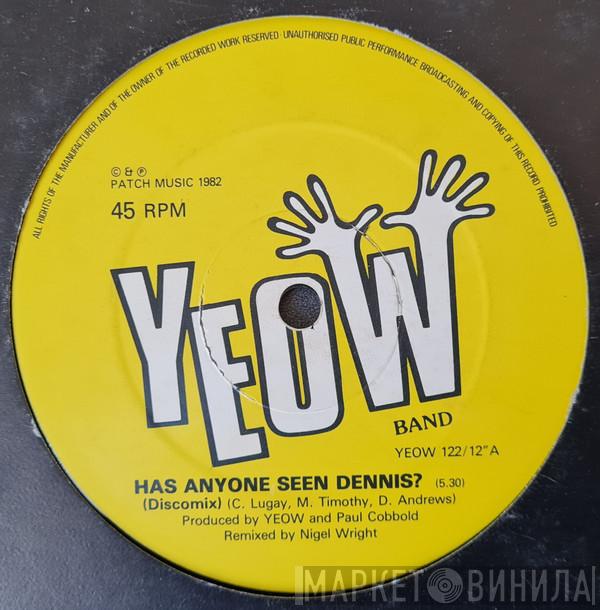 ALL RIGHTS OF THE MANUFACTURER AND OF THE OWNER OF THE RECORDED WORK RESERVED · UNAUTHORISED PUBLIC PERFORMANCE BROADCASTING AND COPYING OF THIS RECORD PROHIBITED
© & ℗
PATCH MUSIC 1982
45 RPM
YEOW
BAND
YEOW 122/12"A
HAS ANYONE SEEN DENNIS? (5.30)
(Discomix) (C. Lugay, M. Timothy, D. Andrews)
Produced by YEOW and Paul Cobbold
Remixed by Nigel Wright
МАРКЕТ ВИНИЛА